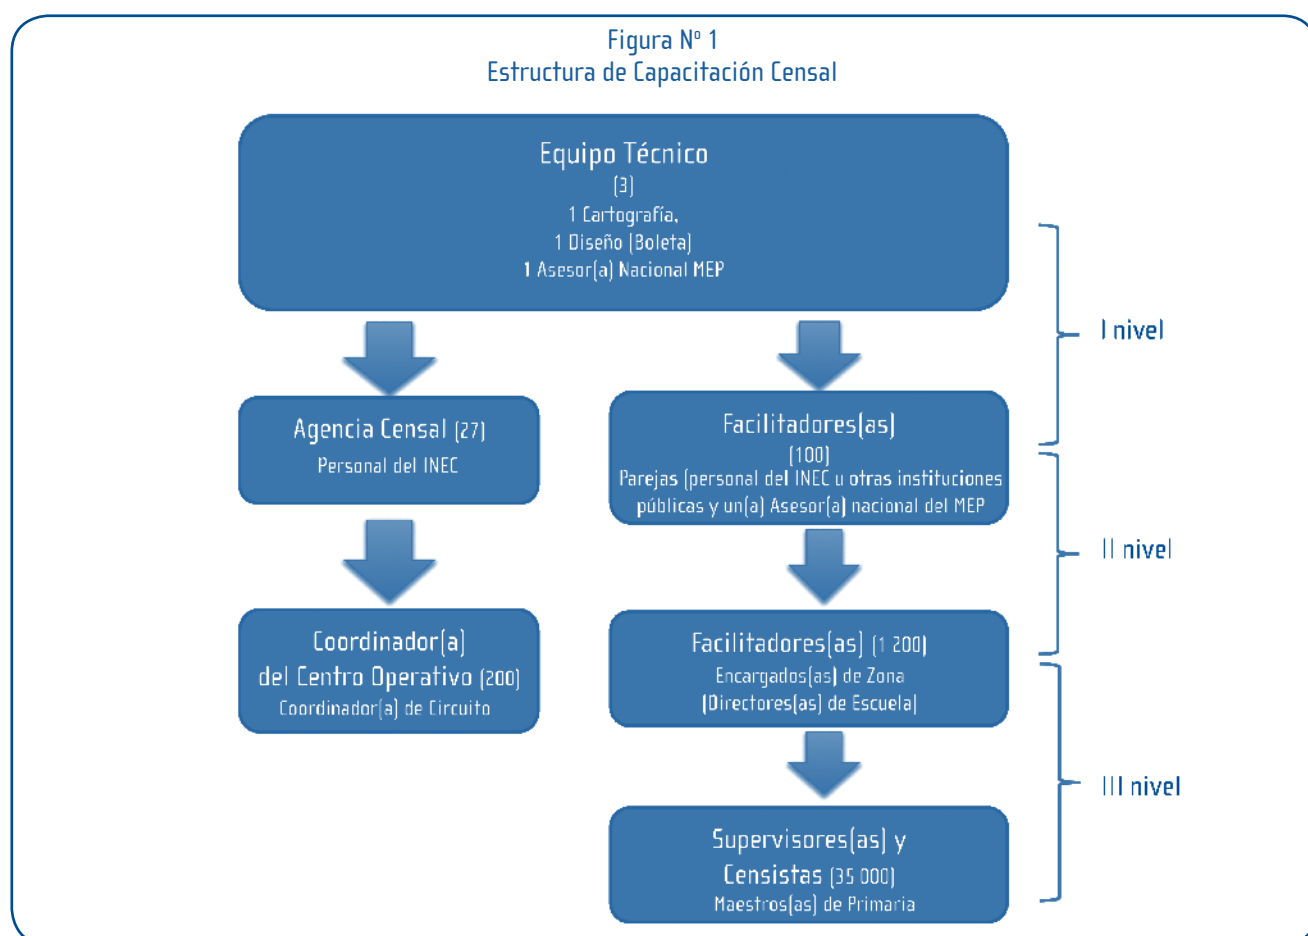 Figura Nº 1
Estructura de Capacitación Censal
Equipo Técnico
(3)
1 Cartografía,
1 Diseño (Boleta)
1 Asesor(a) Nacional MEP
I nivel
Agencia Censal (27)
Personal del INEC
Facilitadores(as)
(100)
Parejas (personal del INEC u otras instituciones
públicas y un(a) Asesor(a) nacional del MEP
II nivel
Coordinador(a)
del Centro Operativo (200)
Coordinador(a) de Circuito
Facilitadores(as) (1 200)
Encargados(as) de Zona
(Directores(as) de Escuela)
III nivel
Supervisores(as) y
Censistas (35 000)
Maestros(as) de Primaria